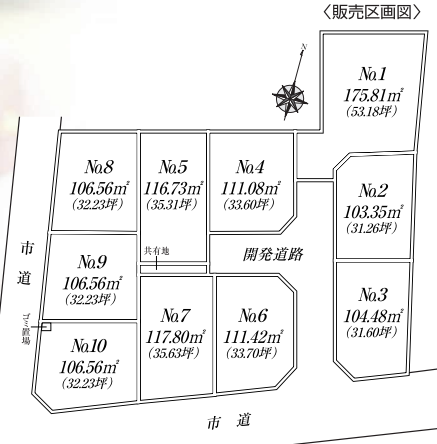 〈販売区画図〉
N
No.1
175.81㎡
(53.18坪)
No.8
106.56㎡
(32.23坪)
No.5
116.73㎡
(35.31坪)
No.4
111.08㎡
(33.60坪)
No.2
103.35㎡
(31.26坪)
市道
No.9
106.56㎡
(32.23坪)
共有地
開発道路
No.3
104.48㎡
(31.60坪)
ゴミ置場
No.10
106.56㎡
(32.23坪)
No.7
117.80㎡
(35.63坪)
No.6
111.42㎡
(33.70坪)
市道